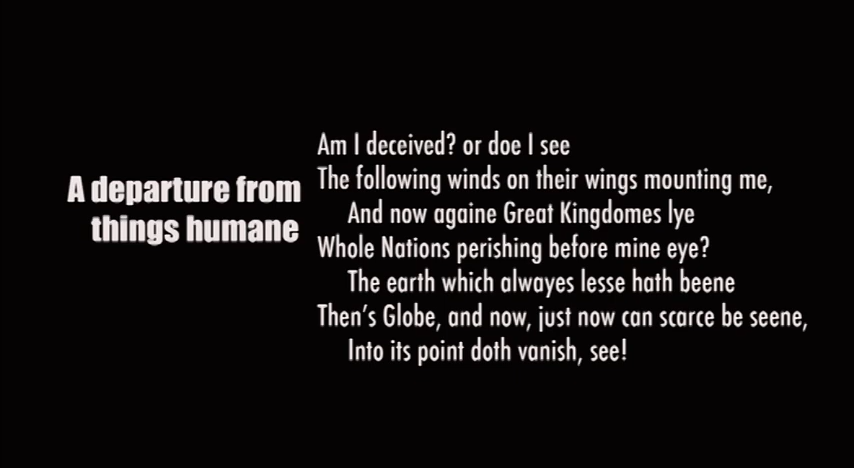 A departure from
things humane
Am I deceived? or doe I see
The following winds on their wings mounting me,
And now againe Great Kingdomes lye
Whole Nations perishing before mine eye?
The earth which alwayes lesse hath beene
Then's Globe, and now, just now can scarce be seene,
Into its point doth vanish, see!